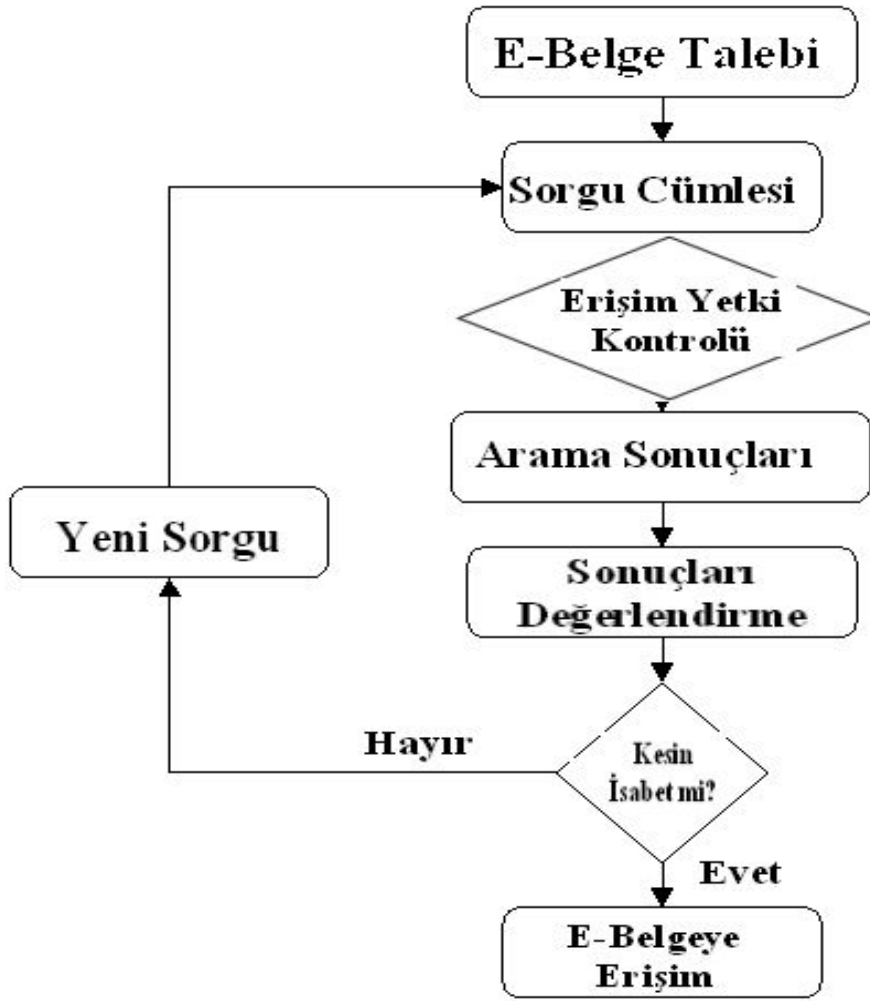 E-Belge Talebi
Sorgu Cümlesi
Erişim Yetki
Kontrolü
Arama Sonuçları
Yeni Sorgu
Sonuçları
Değerlendirme
Hayır
Kesin
İsabet mi?
Evet
E-Belgeye
Erişim